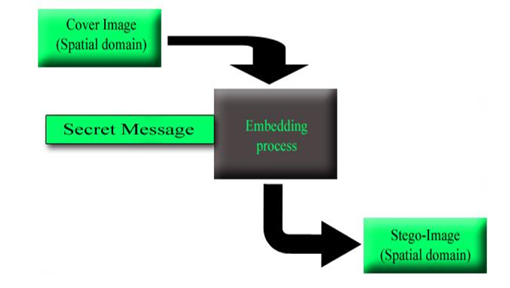 Cover Image
(Spatial domain)
Secret Message
Embedding
process
Stego-Image
(Spatial domain)